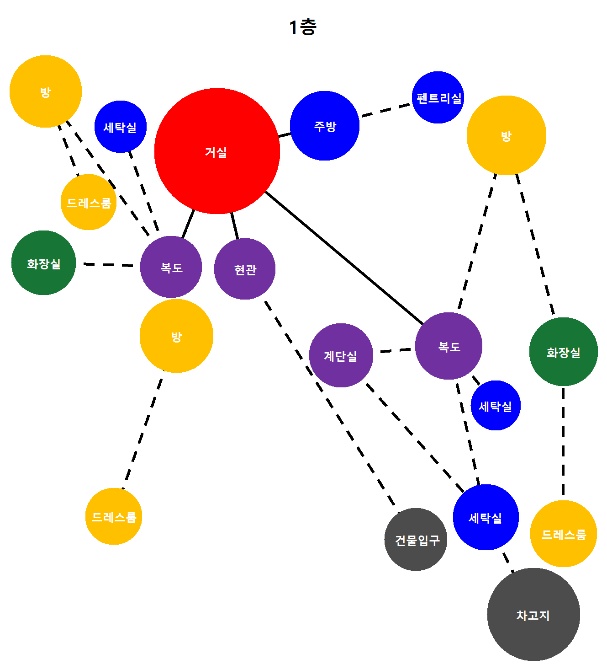 1층
방
세탁실
거실
주방
펜트리실
방
드레스룸
화장실
복도
현관
방
계단실
복도
화장실
세탁실
드레스룸
건물입구
세탁실
드레스룸
차고지